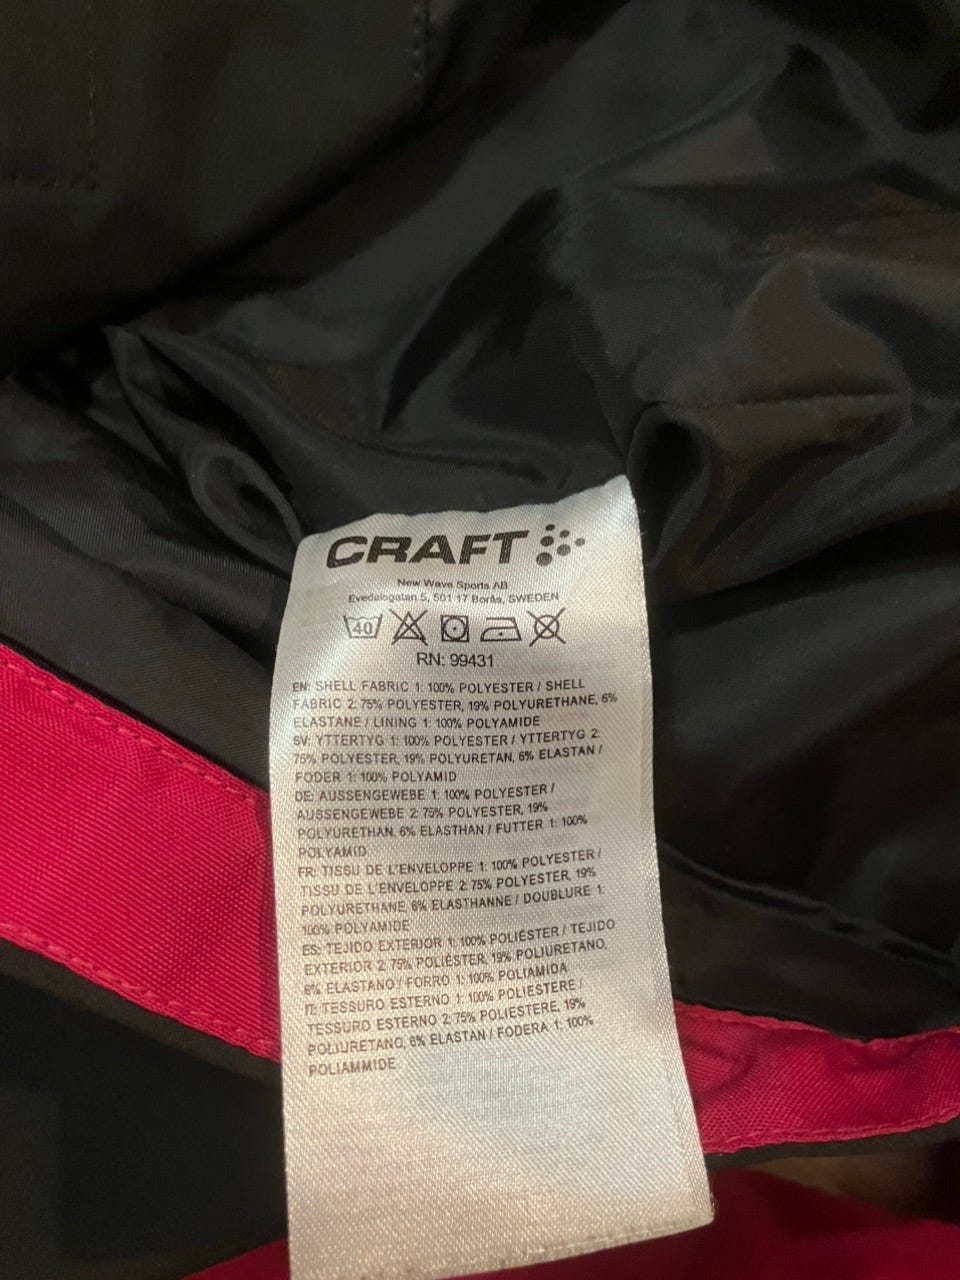 CRAFT
New Wave Sports AB
Evedalsgatan 5, 501 17 Borås, SWEDEN
40
RN: 99431
EN: SHELL FABRIC 1: 100% POLYESTER / SHELL
FABRIC 2: 75% POLYESTER, 19% POLYURETHANE, 6%
ELASTANE / LINING 1: 100% POLYAMIDE
SV: YTTERTYG 1: 100% POLYESTER / YTTERTYG 2:
75% POLYESTER, 19% POLYURETAN, 6% ELASTAN /
FODER 1: 100% POLYAMID
DE: AUSSENGEWEBE 1: 100% POLYESTER /
AUSSENGEWEBE 2: 75% POLYESTER, 19%
POLYURETHAN, 6% ELASTHAN / FUTTER 1: 100%
POLYAMID
FR: TISSU DE L'ENVELOPPE 1: 100% POLYESTER /
TISSU DE L'ENVELOPPE 2: 75% POLYESTER, 19%
POLYURETHANE, 6% ELASTHANNE / DOUBLURE 1:
100% POLYAMIDE
ES: TEJIDO EXTERIOR 1: 100% POLIÉSTER / TEJIDO
EXTERIOR 2: 75% POLIÉSTER, 19% POLIURETANO,
6% ELASTANO / FORRO 1: 100% POLIAMIDA
IT: TESSURO ESTERNO 1: 100% POLIESTERE /
TESSURO ESTERNO 2: 75% POLIESTERE, 19%
POLIURETANO, 6% ELASTAN / FODERA 1: 100%
POLIAMMIDE